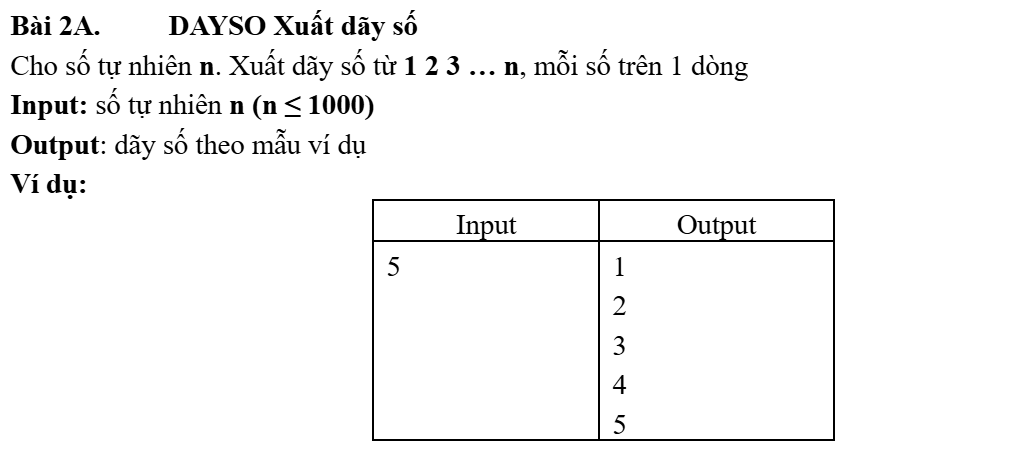 Bài 2A. DAYSO Xuất dãy số
Cho số tự nhiên n. Xuất dãy số từ 1 2 3 … n, mỗi số trên 1 dòng
Input: số tự nhiên n (n ≤ 1000)
Output: dãy số theo mẫu ví dụ
Ví dụ:
Input Output
5 1
2
3
4
5